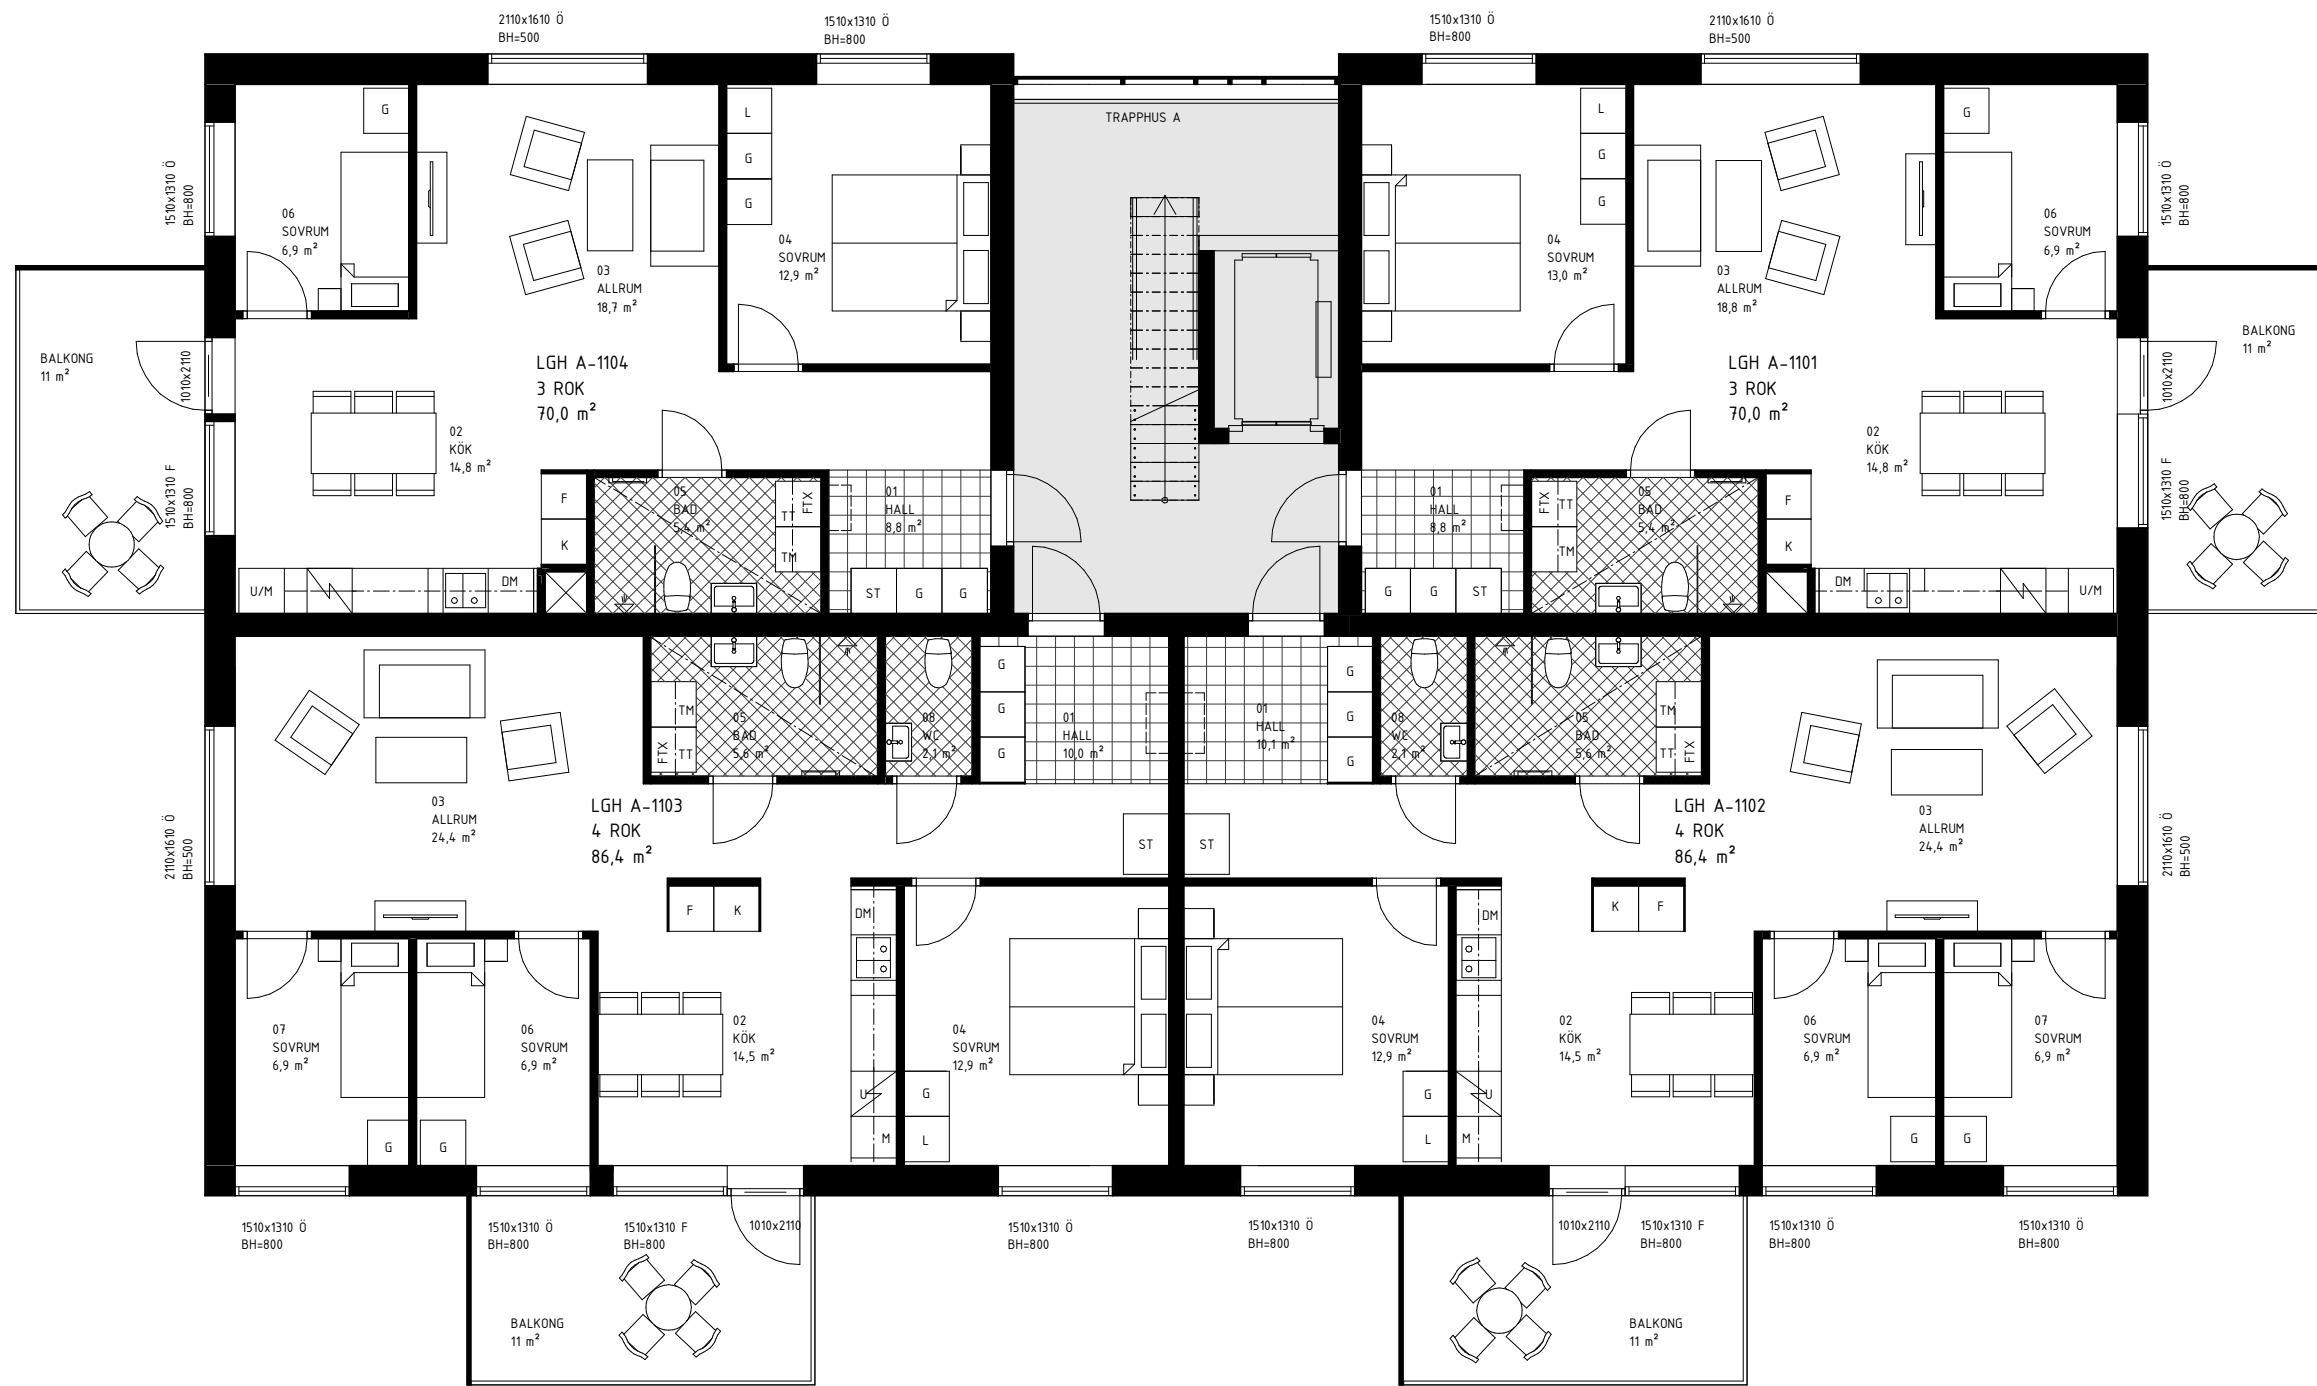 2110x1610 Ö
BH=500
1510x1310 Ö
BH=800
1510x1310 Ö
BH=800
2110x1610 Ö
BH=500
TRAPPHUS A
1510x1310 Ö
BH=800
G
06
SOVRUM
6,9 m²
03
ALLRUM
18,7 m²
L
G
G
04
SOVRUM
12,9 m²
BALKONG
11 m²
1010x2110
1510x1310 F
BH=800
LGH A-1104
3 ROK
70,0 m²
02
KÖK
14,8 m²
F
K
U/M
DM
05
BAD
5,4 m²
FTX
TT
TM
01
HALL
8,8 m²
ST
G
G
L
G
G
04
SOVRUM
13,0 m²
03
ALLRUM
18,8 m²
G
06
SOVRUM
6,9 m²
1510x1310 Ö
BH=800
BALKONG
11 m²
1010x2110
1510x1310 F
BH=800
LGH A-1101
3 ROK
70,0 m²
02
KÖK
14,8 m²
F
K
DM
U/M
01
HALL
8,8 m²
G
G
ST
FTX
TT
TM
05
BAD
5,4 m²
2110x1610 Ö
BH=500
03
ALLRUM
24,4 m²
LGH A-1103
4 ROK
86,4 m²
TM
FTX
TT
05
BAD
5,6 m²
08
WC
2,1 m²
G
G
G
01
HALL
10,0 m²
ST
F
K
DM
07
SOVRUM
6,9 m²
06
SOVRUM
6,9 m²
G
G
02
KÖK
14,5 m²
U
M
04
SOVRUM
12,9 m²
G
L
01
HALL
10,1 m²
G
G
G
08
WC
2,1 m²
05
BAD
5,6 m²
TM
TT
FTX
ST
LGH A-1102
4 ROK
86,4 m²
03
ALLRUM
24,4 m²
2110x1610 Ö
BH=500
DM
K
F
04
SOVRUM
12,9 m²
G
L
U
M
02
KÖK
14,5 m²
06
SOVRUM
6,9 m²
07
SOVRUM
6,9 m²
G
G
1510x1310 Ö
BH=800
1510x1310 Ö
BH=800
1510x1310 F
BH=800
1010x2110
1510x1310 Ö
BH=800
1510x1310 Ö
BH=800
1010x2110
1510x1310 F
BH=800
1510x1310 Ö
BH=800
1510x1310 Ö
BH=800
BALKONG
11 m²
BALKONG
11 m²